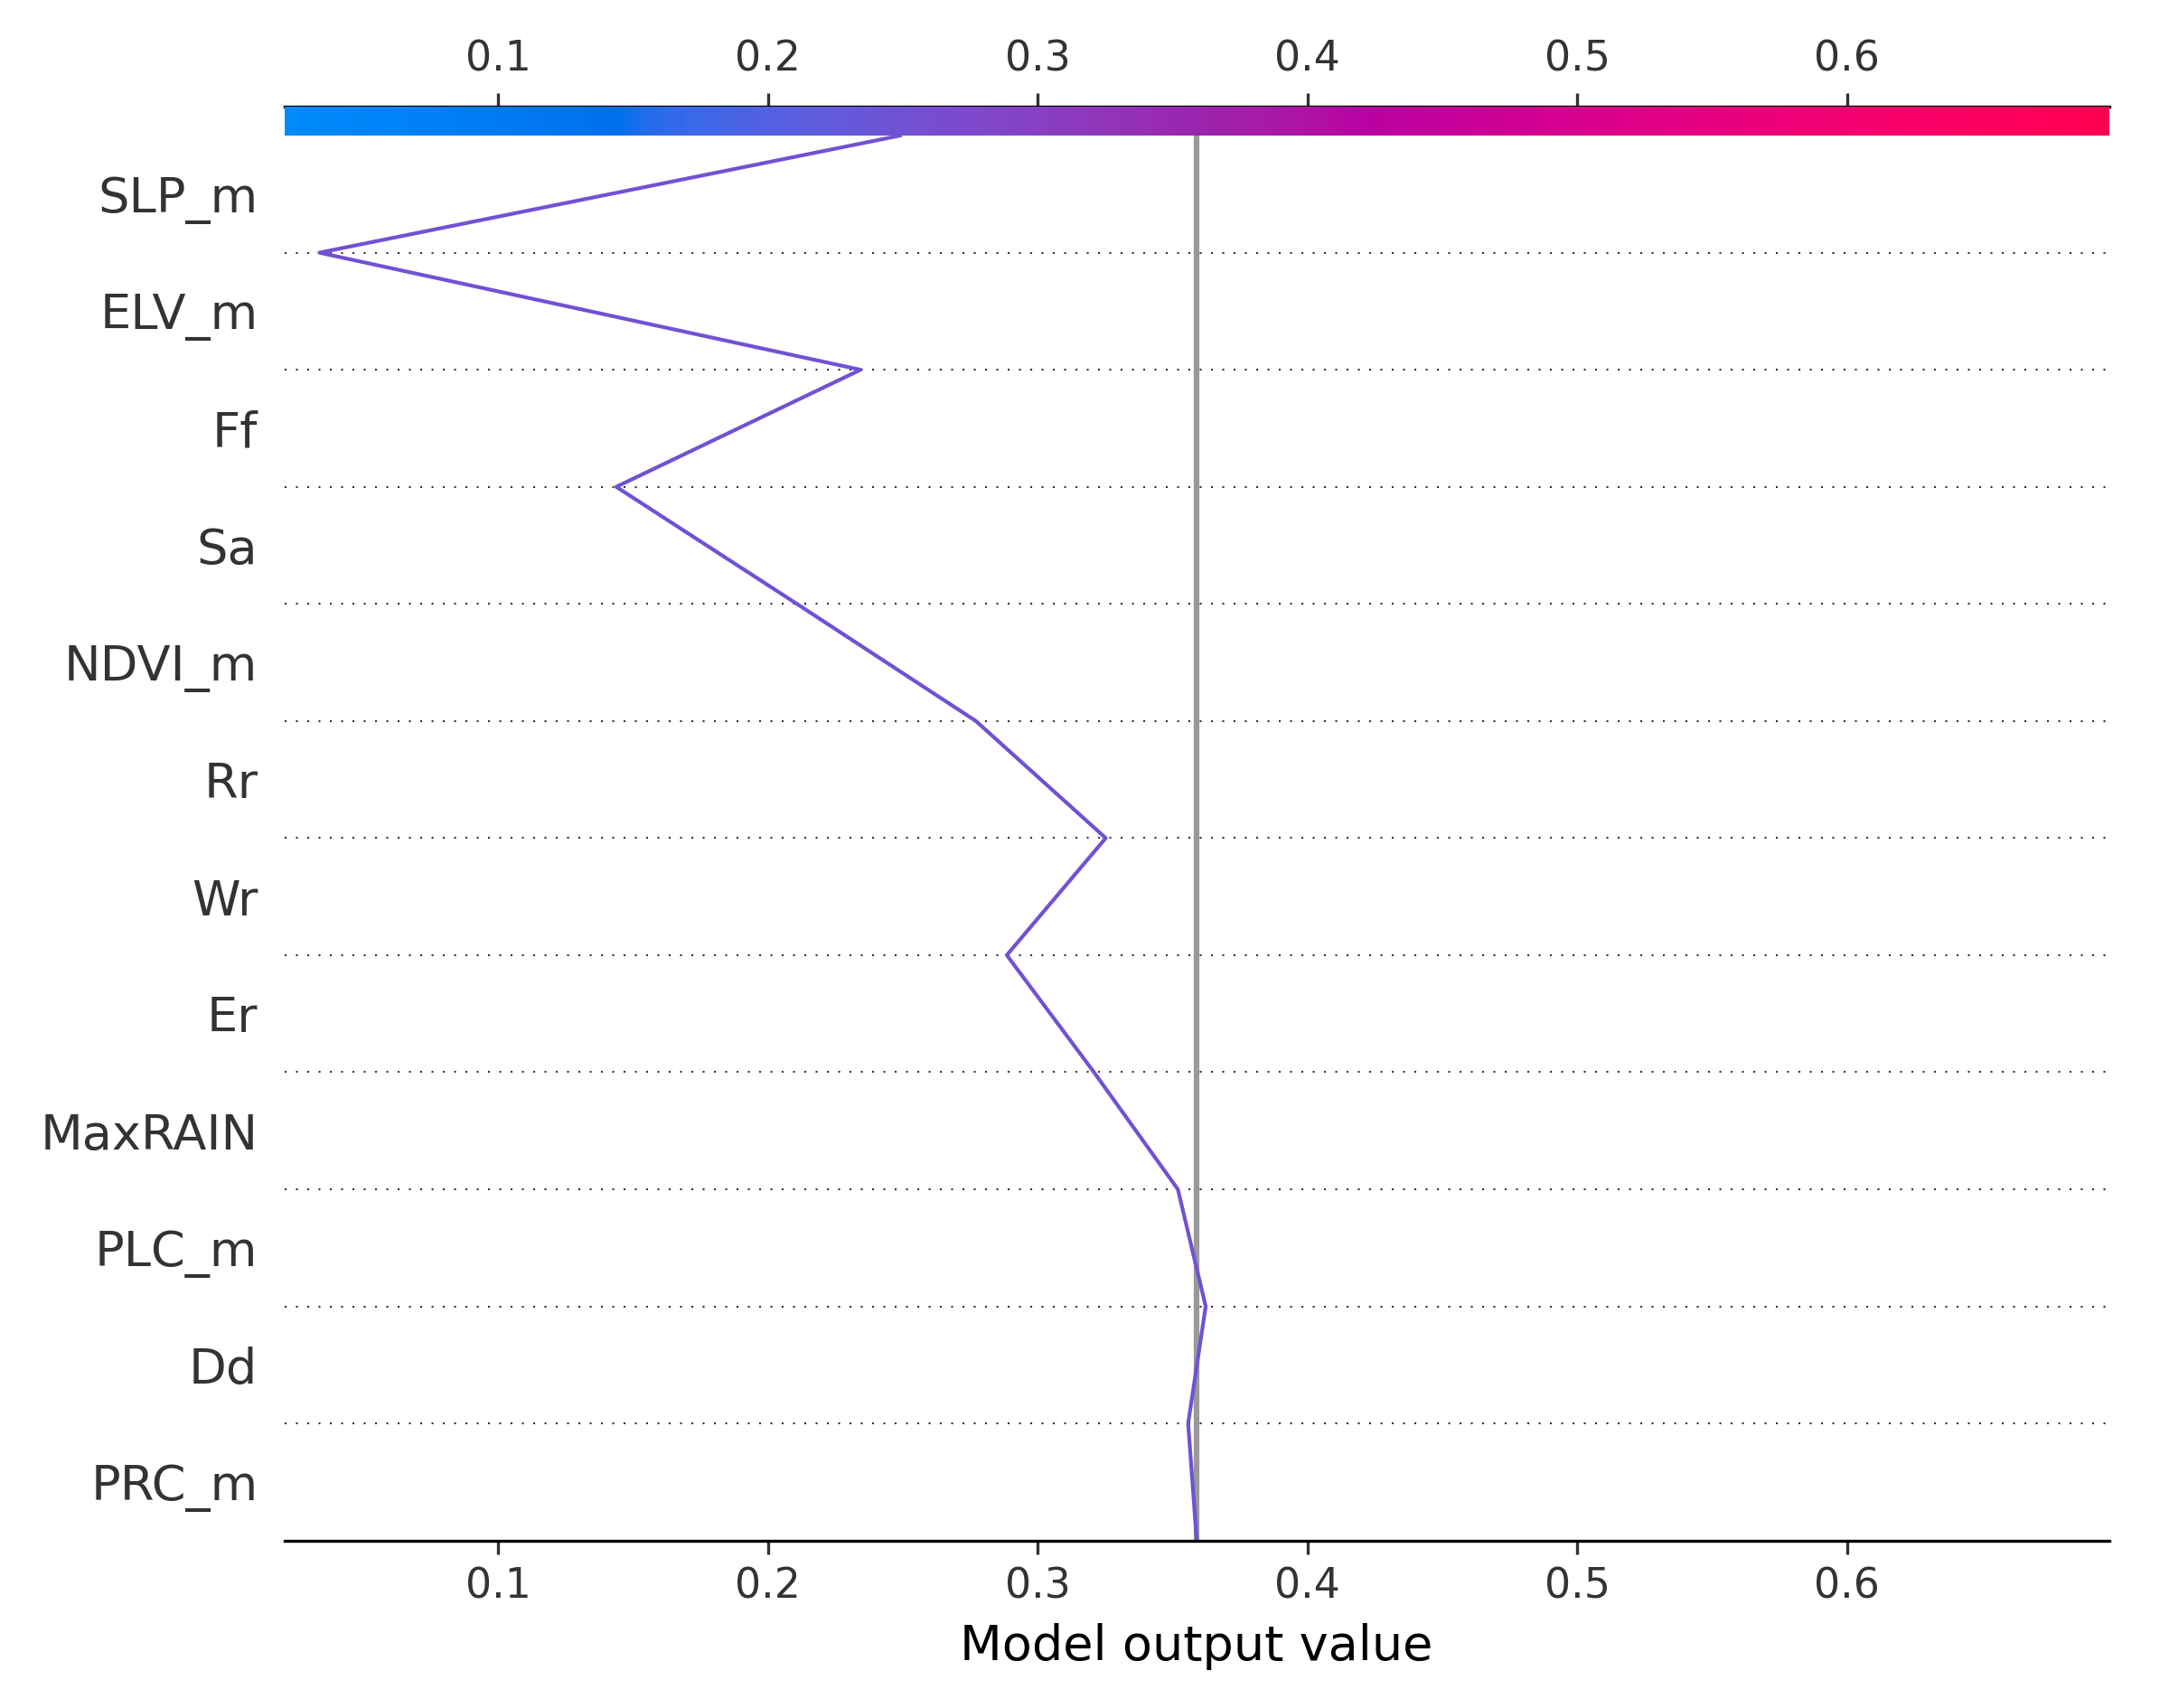 0.1 0.2 0.3 0.4 0.5 0.6
SLP_m
ELV_m
Ff
Sa
NDVI_m
Rr
Wr
Er
MaxRAIN
PLC_m
Dd
PRC_m
0.1 0.2 0.3 0.4 0.5 0.6
Model output value